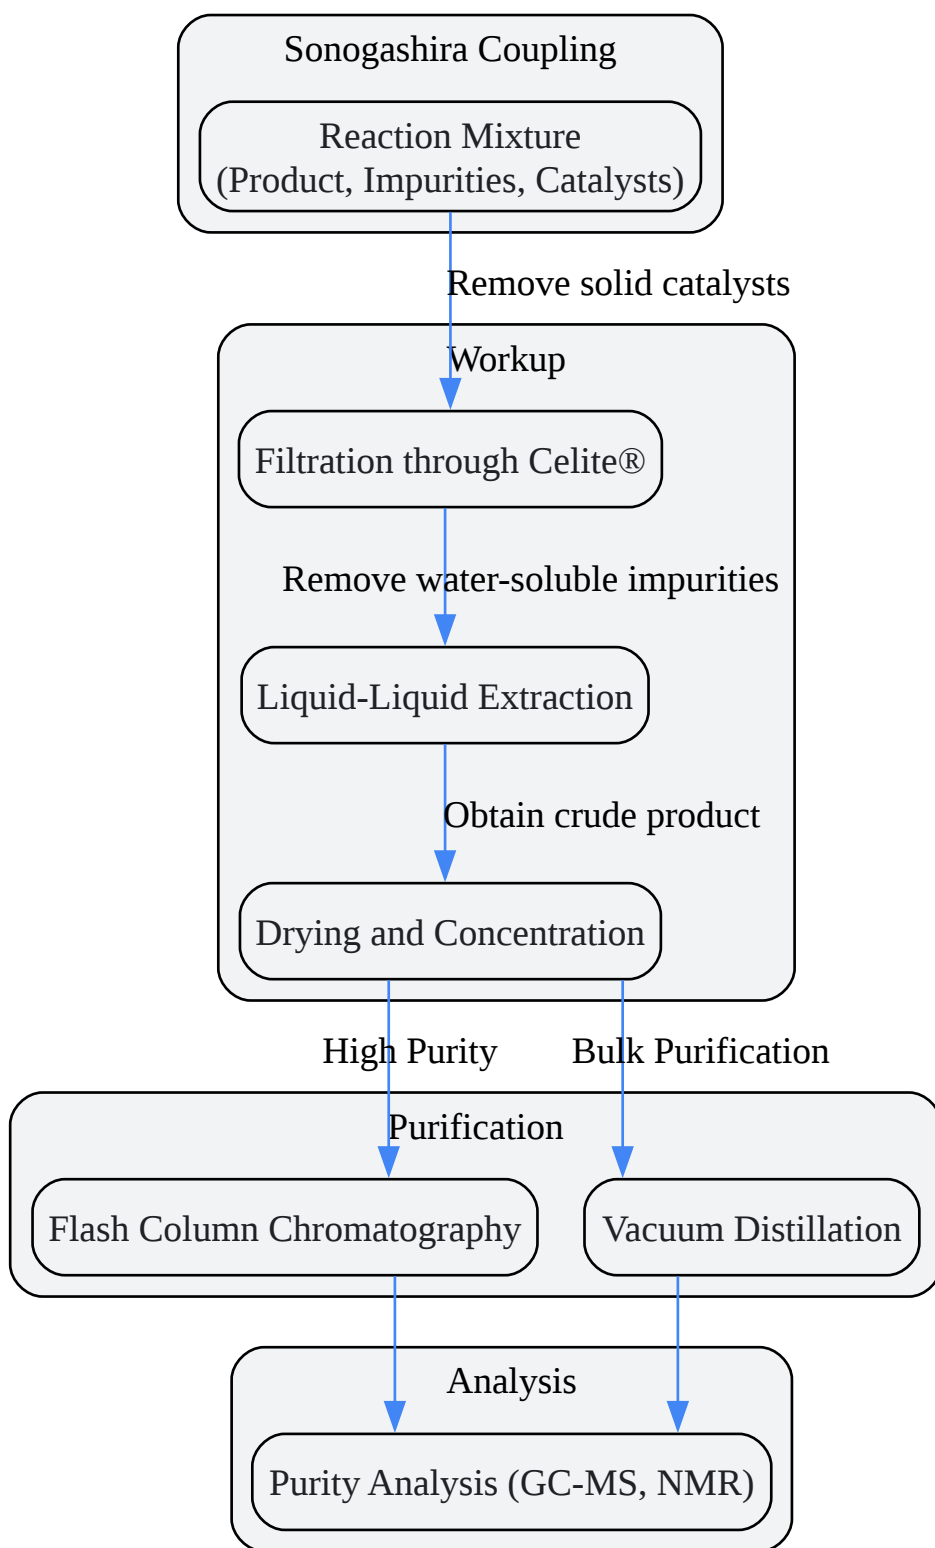 Sonogashira Coupling
Reaction Mixture
(Product, Impurities, Catalysts)
Remove solid catalysts
Workup
Filtration through Celite®
Remove water-soluble impurities
Liquid-Liquid Extraction
Obtain crude product
Drying and Concentration
High Purity
Bulk Purification
Purification
Flash Column Chromatography
Vacuum Distillation
Analysis
Purity Analysis (GC-MS, NMR)